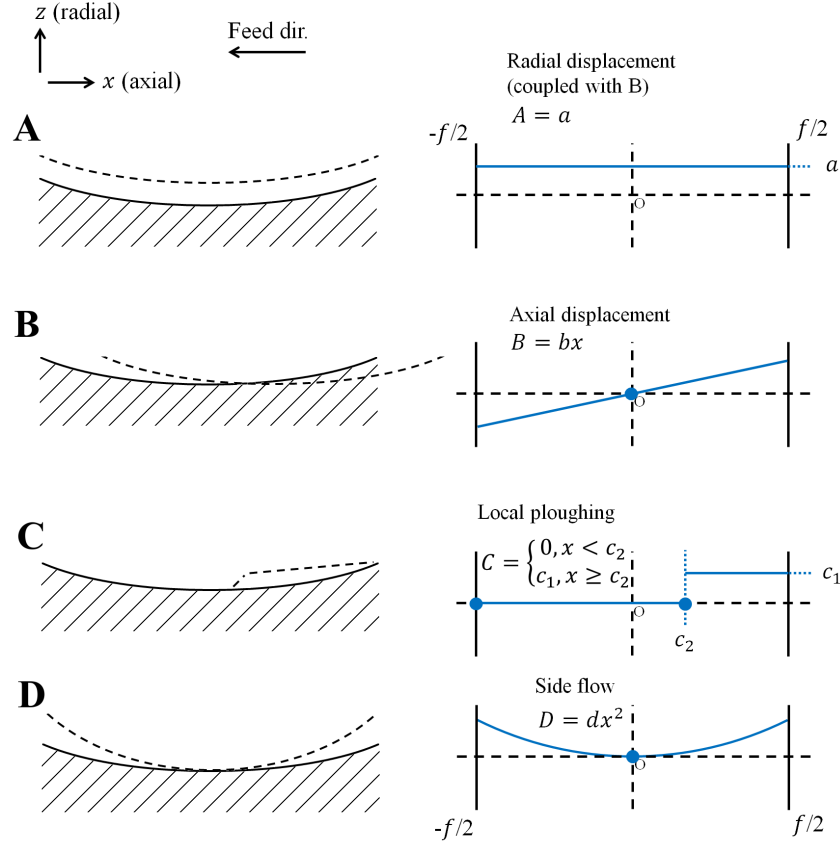 z (radial)
Feed dir.
x (axial)
A
Radial displacement
(coupled with B)
A = a
-f/2
f/2
a
O
B
Axial displacement
B = bx
O
C
Local ploughing
C = {0, x < c₂
c₁, x ≥ c₂
c₁
O
c₂
D
Side flow
D = dx²
O
-f/2
f/2